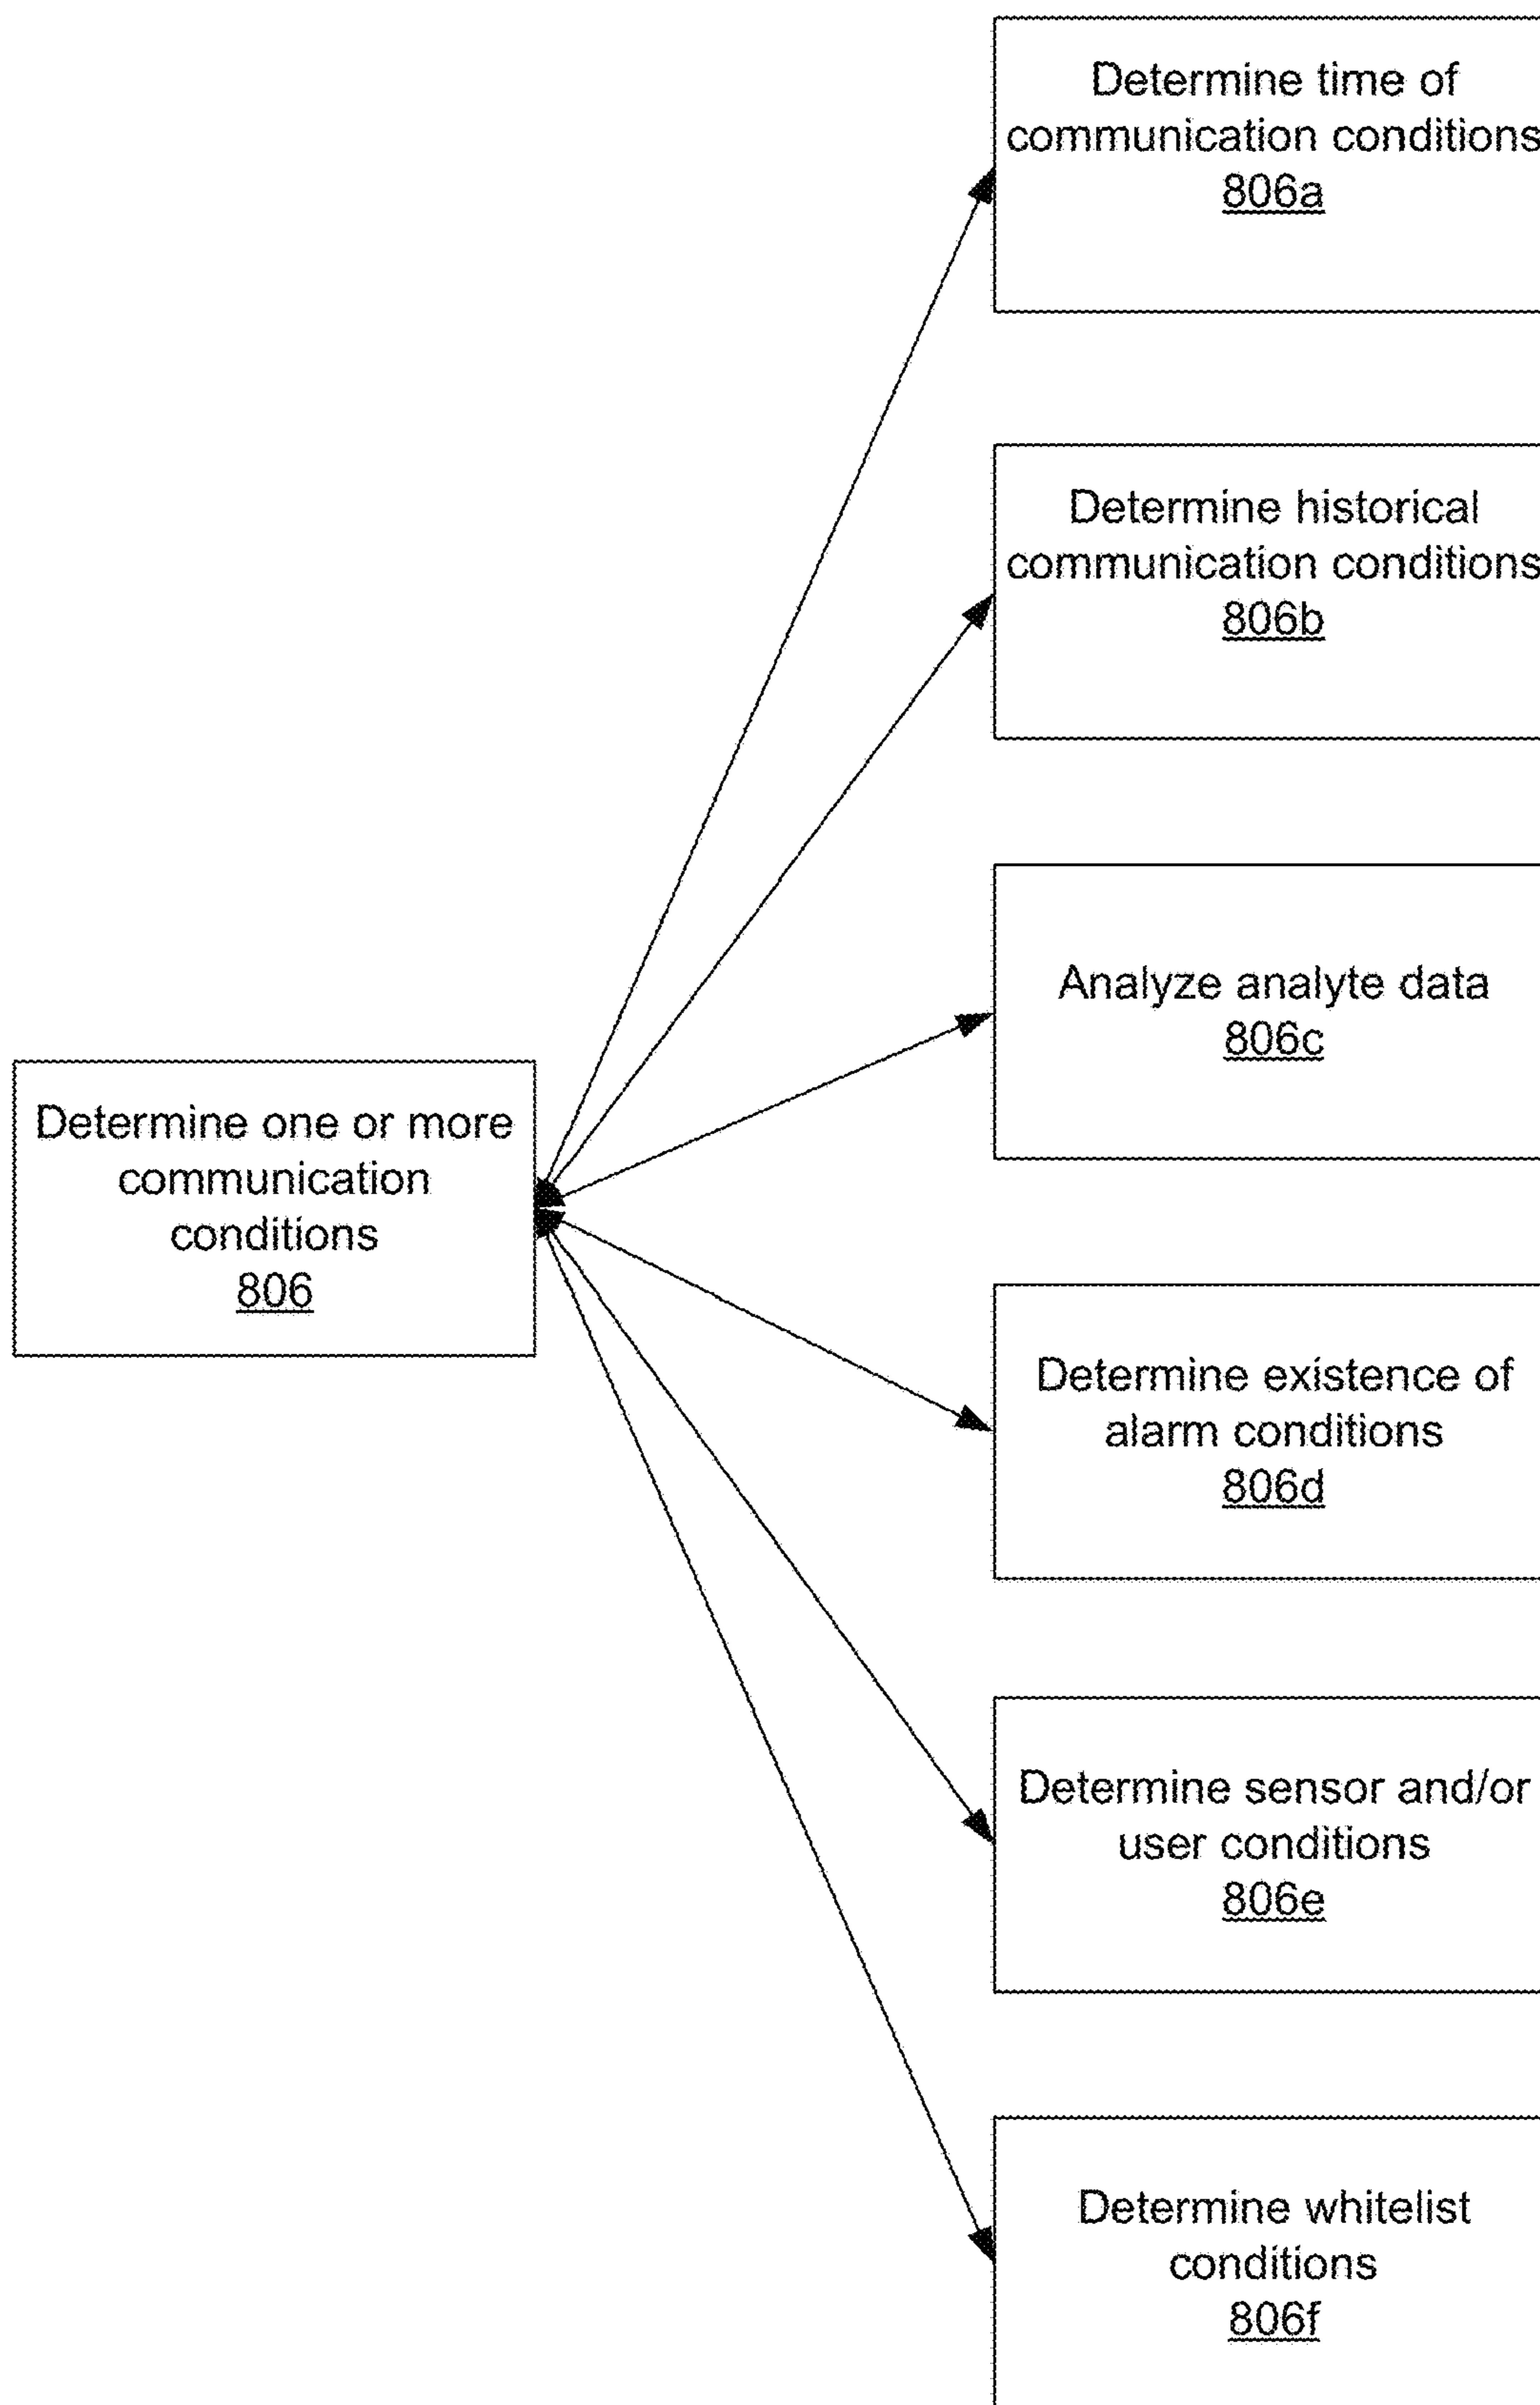 Determine time of
communication conditions
806a
Determine historical
communication conditions
806b
Analyze analyte data
806c
Determine one or more
communication
conditions
806
Determine existence of
alarm conditions
806d
Determine sensor and/or
user conditions
806e
Determine whitelist
conditions
806f